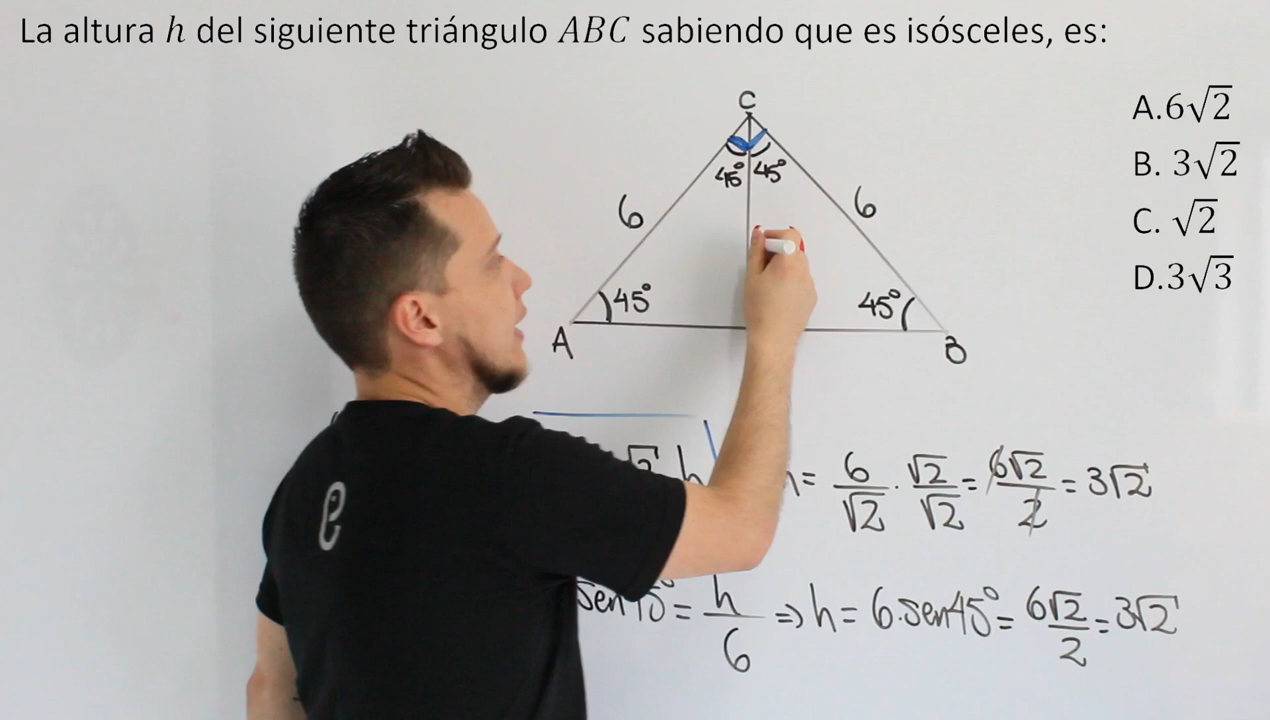 La altura h del siguiente triángulo ABC sabiendo que es isósceles, es:
A.6√2
B. 3√2
C. √2
D.3√3
C
45° 45°
6 6
45° 45°
A B
√2 h = 6/√2 · √2/√2 = 6√2/2 = 3√2
sen45° = h/6 ⇒ h = 6.sen45° = 6√2/2 = 3√2
e